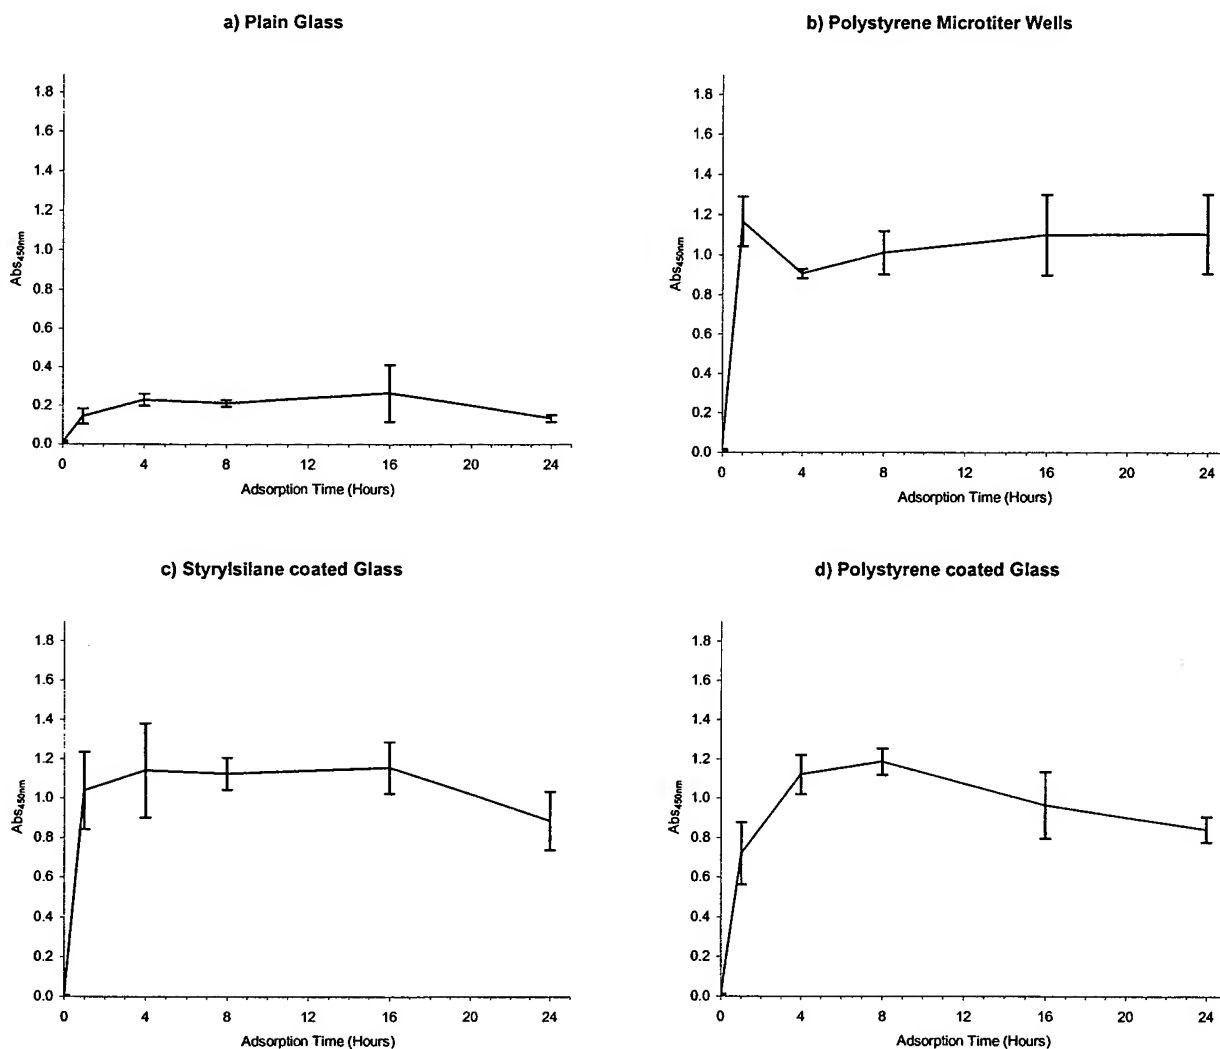 a) Plain Glass
1.8
1.6
1.4
1.2
1.0
0.8
0.6
0.4
0.2
0.0
Abs450nm
0 4 8 12 16 20 24
Adsorption Time (Hours)
b) Polystyrene Microtiter Wells
1.8
1.6
1.4
1.2
1.0
0.8
0.6
0.4
0.2
0.0
Abs450nm
0 4 8 12 16 20 24
Adsorption Time (Hours)
c) Styrylsilane coated Glass
1.8
1.6
1.4
1.2
1.0
0.8
0.6
0.4
0.2
0.0
Abs450nm
0 4 8 12 16 20 24
Adsorption Time (Hours)
d) Polystyrene coated Glass
1.8
1.6
1.4
1.2
1.0
0.8
0.6
0.4
0.2
0.0
Abs450nm
0 4 8 12 16 20 24
Adsorption Time (Hours)